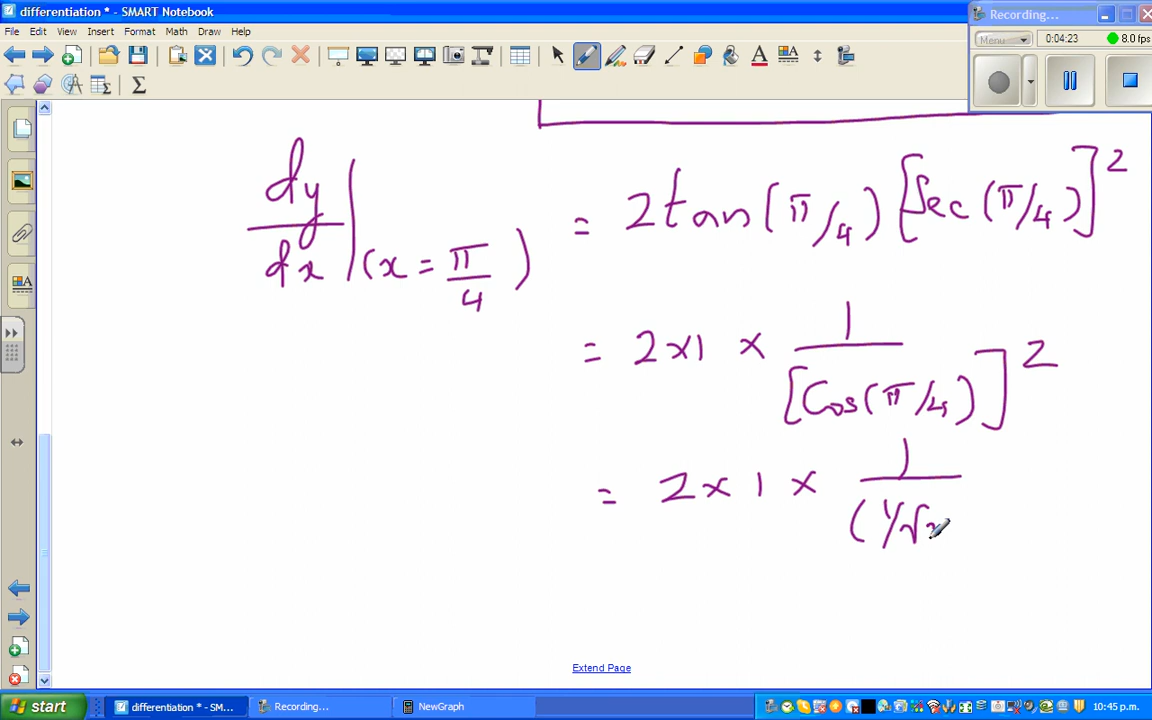 differentiation * - SMART Notebook
Recording...
File Edit View Insert Format Math Draw Help
Menu
0:04:23
8.0 fps
dy/dx | (x = π/4) = 2tan(π/4) [Sec(π/4)]²
= 2×1 × 1/[Cos(π/4)]²
= 2 × 1 × 1/(1/√
Extend Page
start
differentiation * - SM...
Recording...
NewGraph
10:45 p.m.